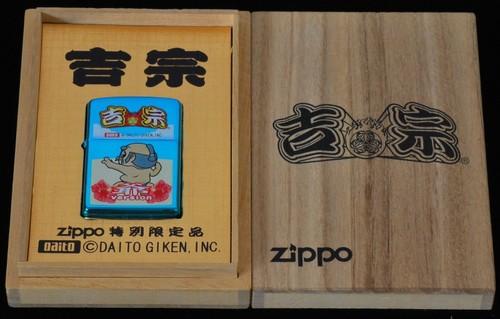 吉宗
吉宗
DAITO © DAITO GIKEN, INC.
version
zippo 特別限定品
Daito ©DAITO GIKEN, INC.
吉宗®
zippo